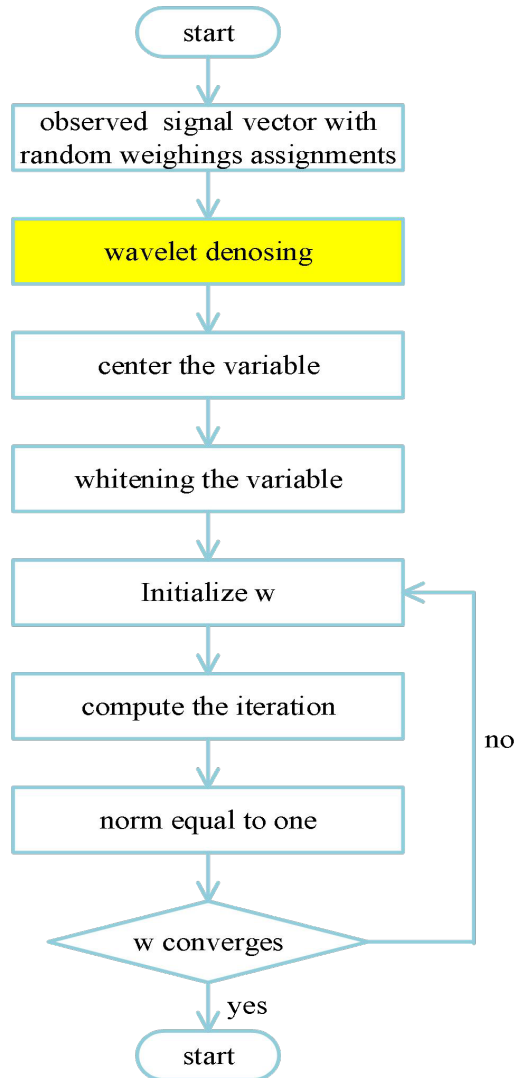 start
observed signal vector with
random weighings assignments
wavelet denosing
center the variable
whitening the variable
Initialize w
compute the iteration
no
norm equal to one
w converges
yes
start